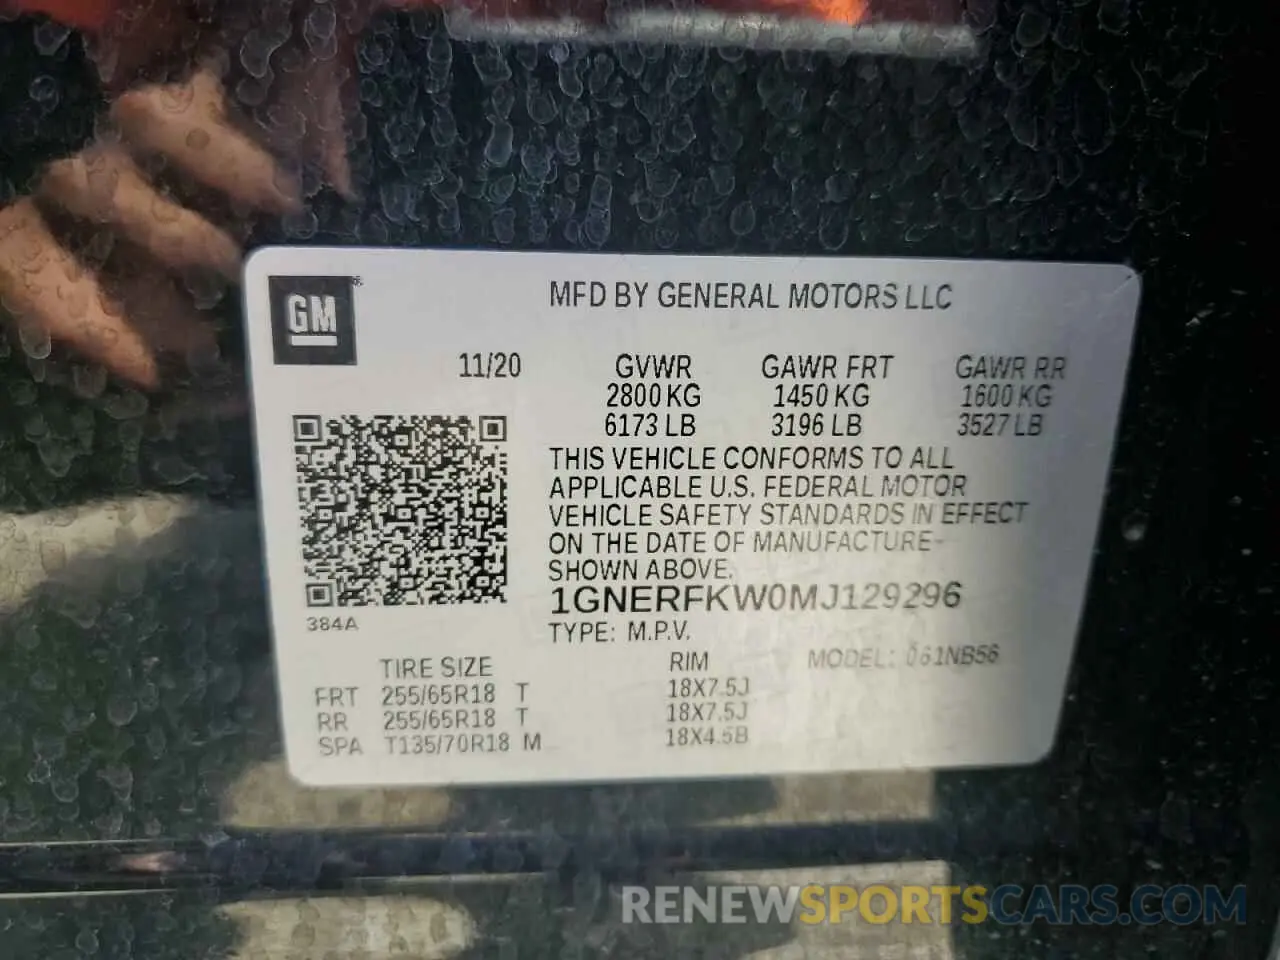 GM
MFD BY GENERAL MOTORS LLC
11/20 GVWR GAWR FRT GAWR RR
2800 KG 1450 KG 1600 KG
6173 LB 3196 LB 3527 LB
THIS VEHICLE CONFORMS TO ALL
APPLICABLE U.S. FEDERAL MOTOR
VEHICLE SAFETY STANDARDS IN EFFECT
ON THE DATE OF MANUFACTURE
SHOWN ABOVE.
1GNERFKW0MJ129296
384A
TYPE: M.P.V.
TIRE SIZE RIM MODEL: 061NB56
FRT 255/65R18 T 18X7.5J
RR 255/65R18 T 18X7.5J
SPA T135/70R18 M 18X4.5B
RENEWSPORTSCARS.COM